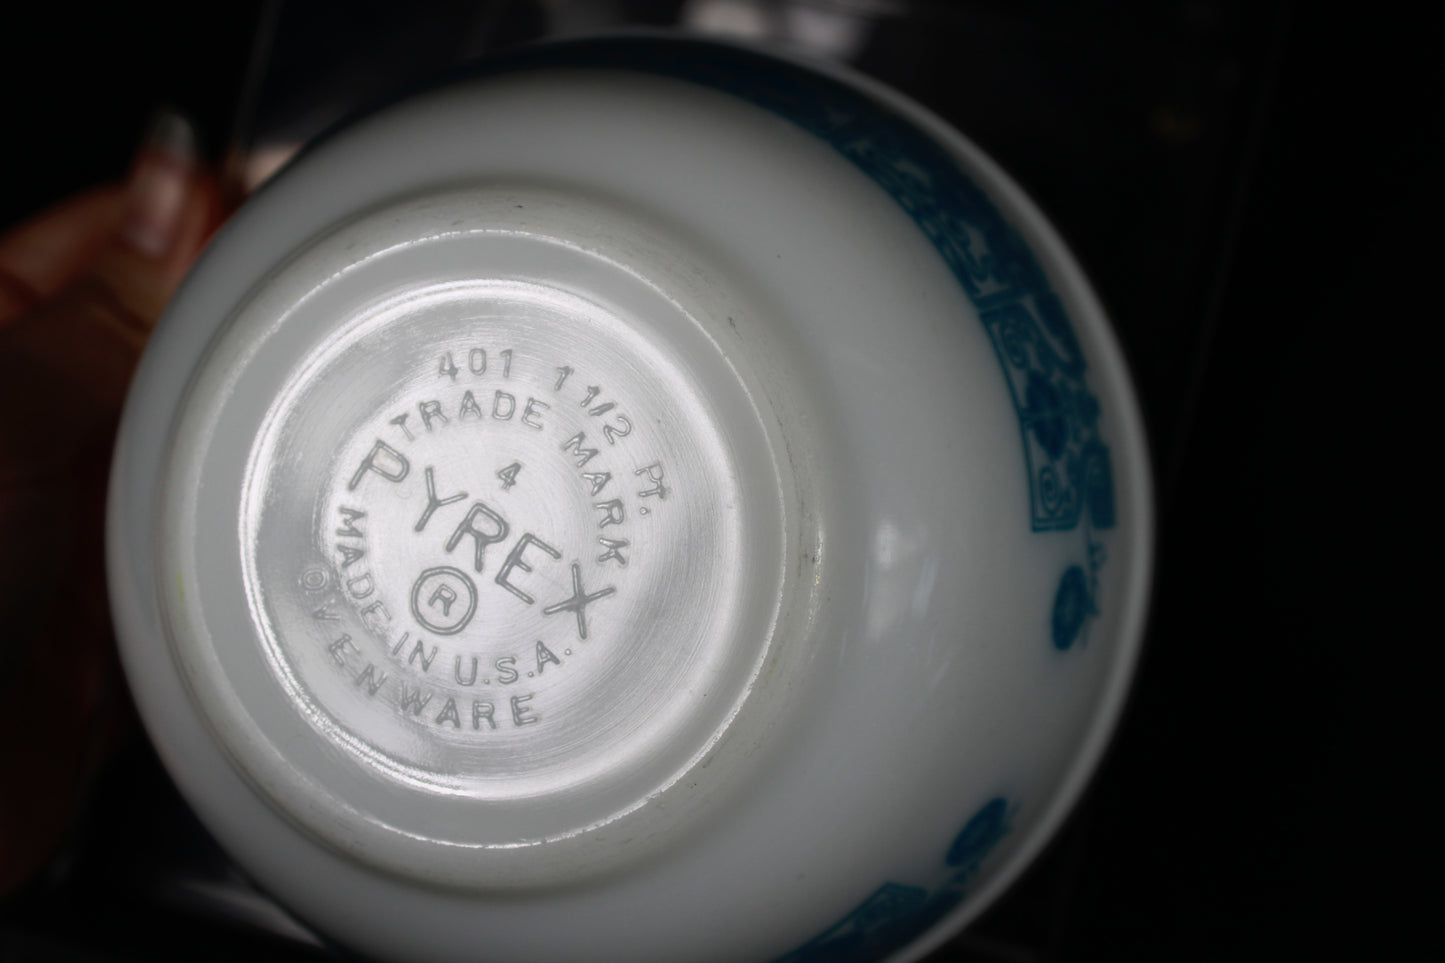 401 1 1/2 PT.
TRADE MARK
4
PYREX
®
MADE IN U.S.A.
OVENWARE